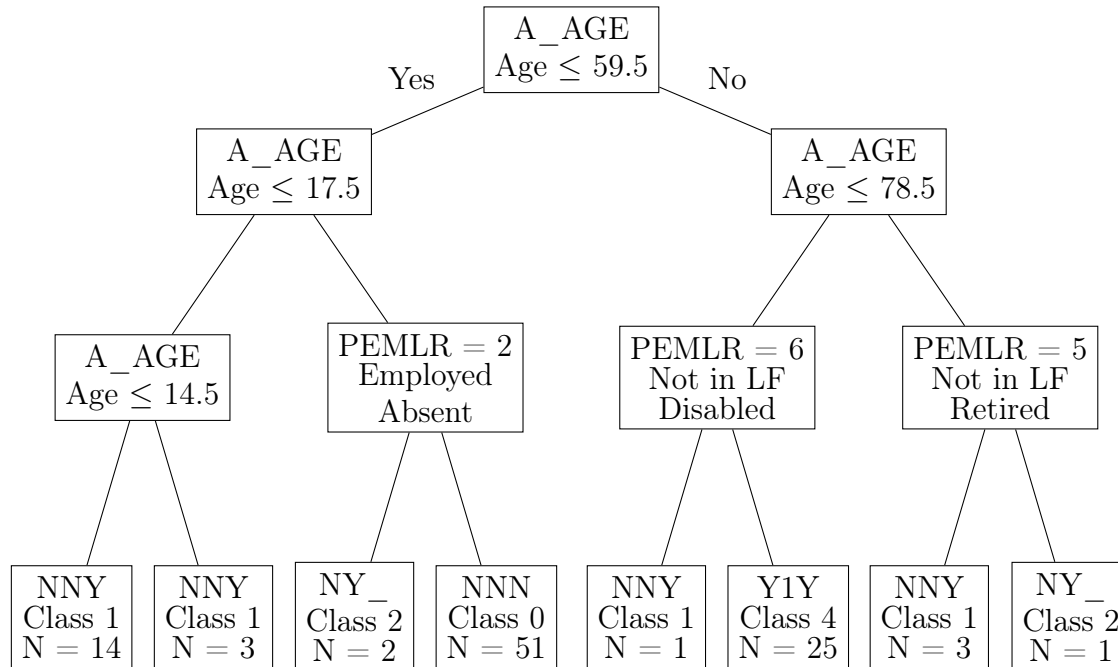 A_AGE
Age ≤ 59.5
Yes
No
A_AGE
Age ≤ 17.5
A_AGE
Age ≤ 78.5
A_AGE
Age ≤ 14.5
PEMLR = 2
Employed
Absent
PEMLR = 6
Not in LF
Disabled
PEMLR = 5
Not in LF
Retired
NNY
Class 1
N = 14
NNY
Class 1
N = 3
NY_
Class 2
N = 2
NNN
Class 0
N = 51
NNY
Class 1
N = 1
Y1Y
Class 4
N = 25
NNY
Class 1
N = 3
NY_
Class 2
N = 1